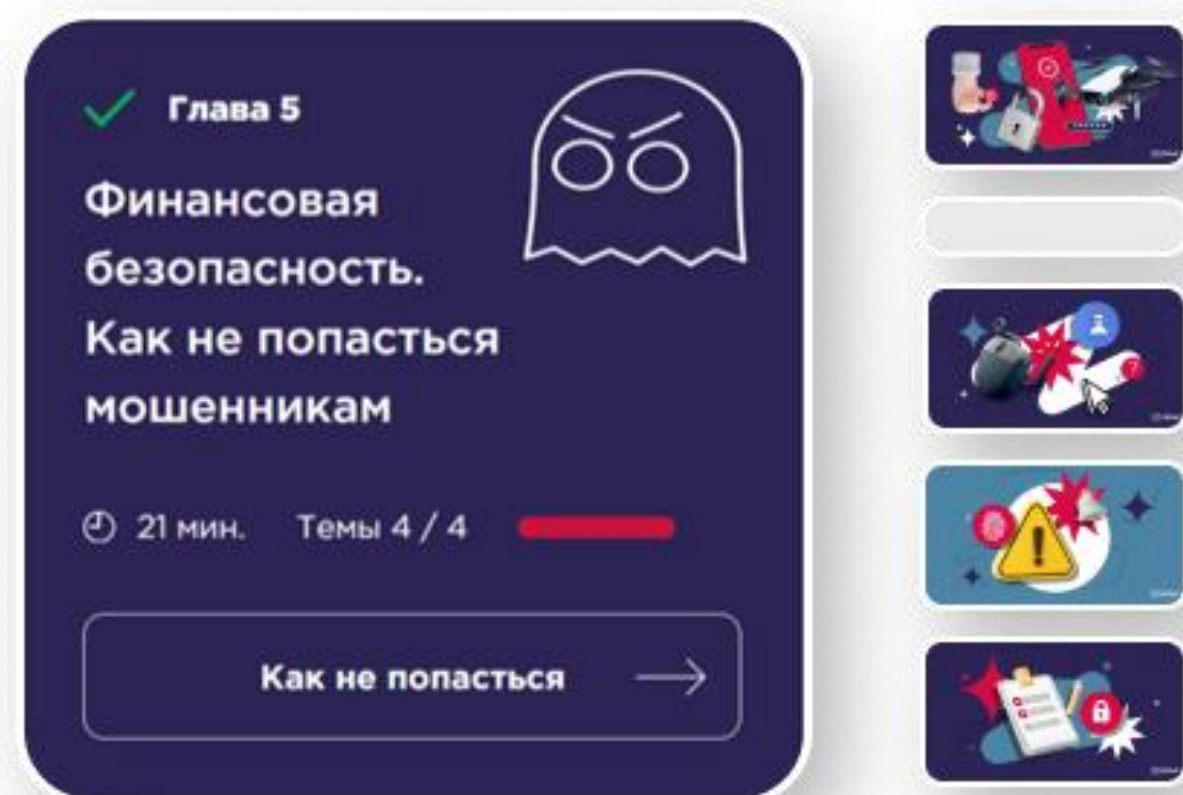 Глава 5
Финансовая
безопасность.
Как не попасться
мошенникам
21 мин. Темы 4 / 4
Как не попасться